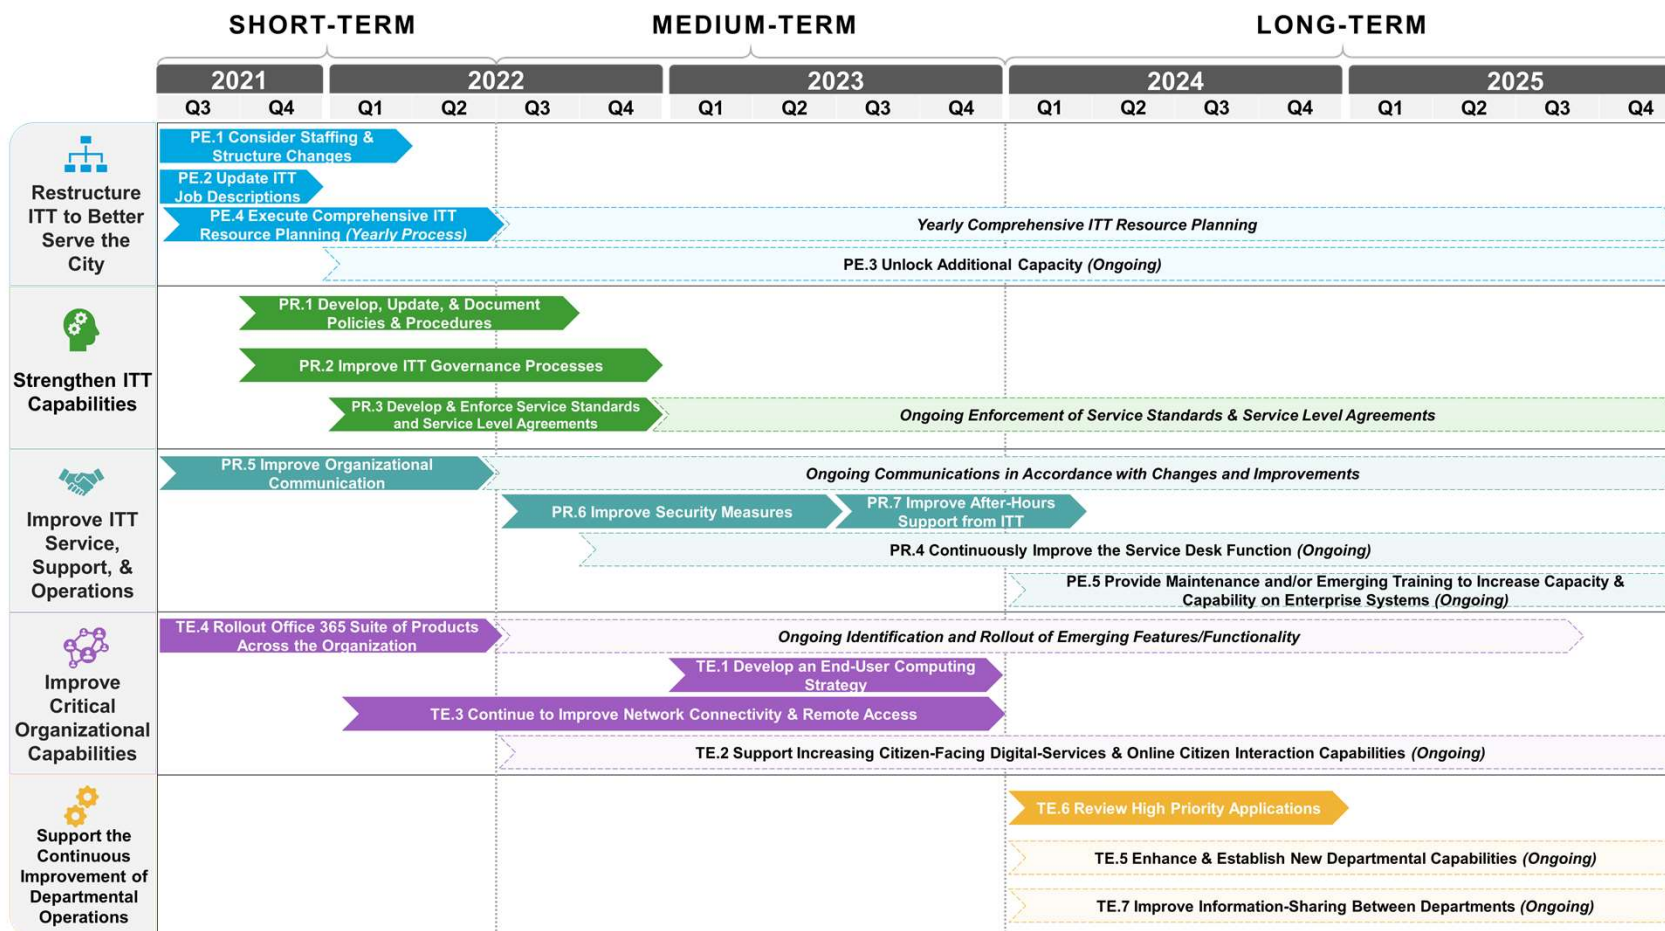 SHORT-TERM
MEDIUM-TERM
LONG-TERM
2021
2022
2023
2024
2025
Q3
Q4
Q1
Q2
Q3
Q4
Q1
Q2
Q3
Q4
Q1
Q2
Q3
Q4
Q1
Q2
Q3
Q4
Restructure
ITT to Better
Serve the
City
PE.1 Consider Staffing &
Structure Changes
PE.2 Update ITT
Job Descriptions
PE.4 Execute Comprehensive ITT
Resource Planning (Yearly Process)
Yearly Comprehensive ITT Resource Planning
PE.3 Unlock Additional Capacity (Ongoing)
Strengthen ITT
Capabilities
PR.1 Develop, Update, & Document
Policies & Procedures
PR.2 Improve ITT Governance Processes
PR.3 Develop & Enforce Service Standards
and Service Level Agreements
Ongoing Enforcement of Service Standards & Service Level Agreements
Improve ITT
Service,
Support, &
Operations
PR.5 Improve Organizational
Communication
Ongoing Communications in Accordance with Changes and Improvements
PR.6 Improve Security Measures
PR.7 Improve After-Hours
Support from ITT
PR.4 Continuously Improve the Service Desk Function (Ongoing)
PE.5 Provide Maintenance and/or Emerging Training to Increase Capacity &
Capability on Enterprise Systems (Ongoing)
Improve
Critical
Organizational
Capabilities
TE.4 Rollout Office 365 Suite of Products
Across the Organization
Ongoing Identification and Rollout of Emerging Features/Functionality
TE.1 Develop an End-User Computing
Strategy
TE.3 Continue to Improve Network Connectivity & Remote Access
TE.2 Support Increasing Citizen-Facing Digital-Services & Online Citizen Interaction Capabilities (Ongoing)
Support the
Continuous
Improvement of
Departmental
Operations
TE.6 Review High Priority Applications
TE.5 Enhance & Establish New Departmental Capabilities (Ongoing)
TE.7 Improve Information-Sharing Between Departments (Ongoing)